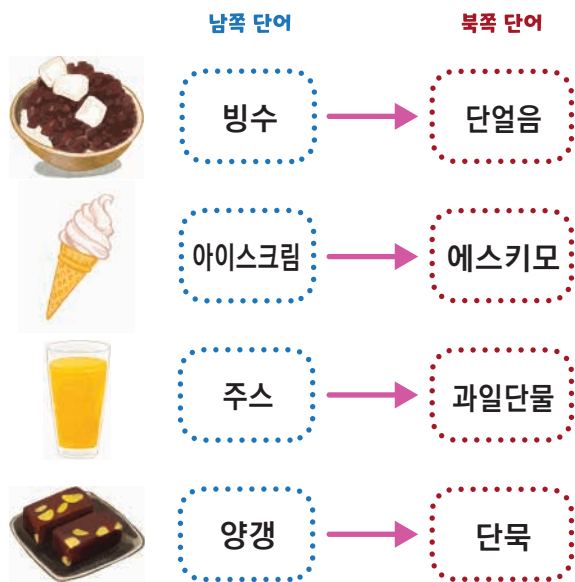 남쪽 단어 북쪽 단어
빙수 단얼음
아이스크림 에스키모
주스 과일단물
양갱 단묵